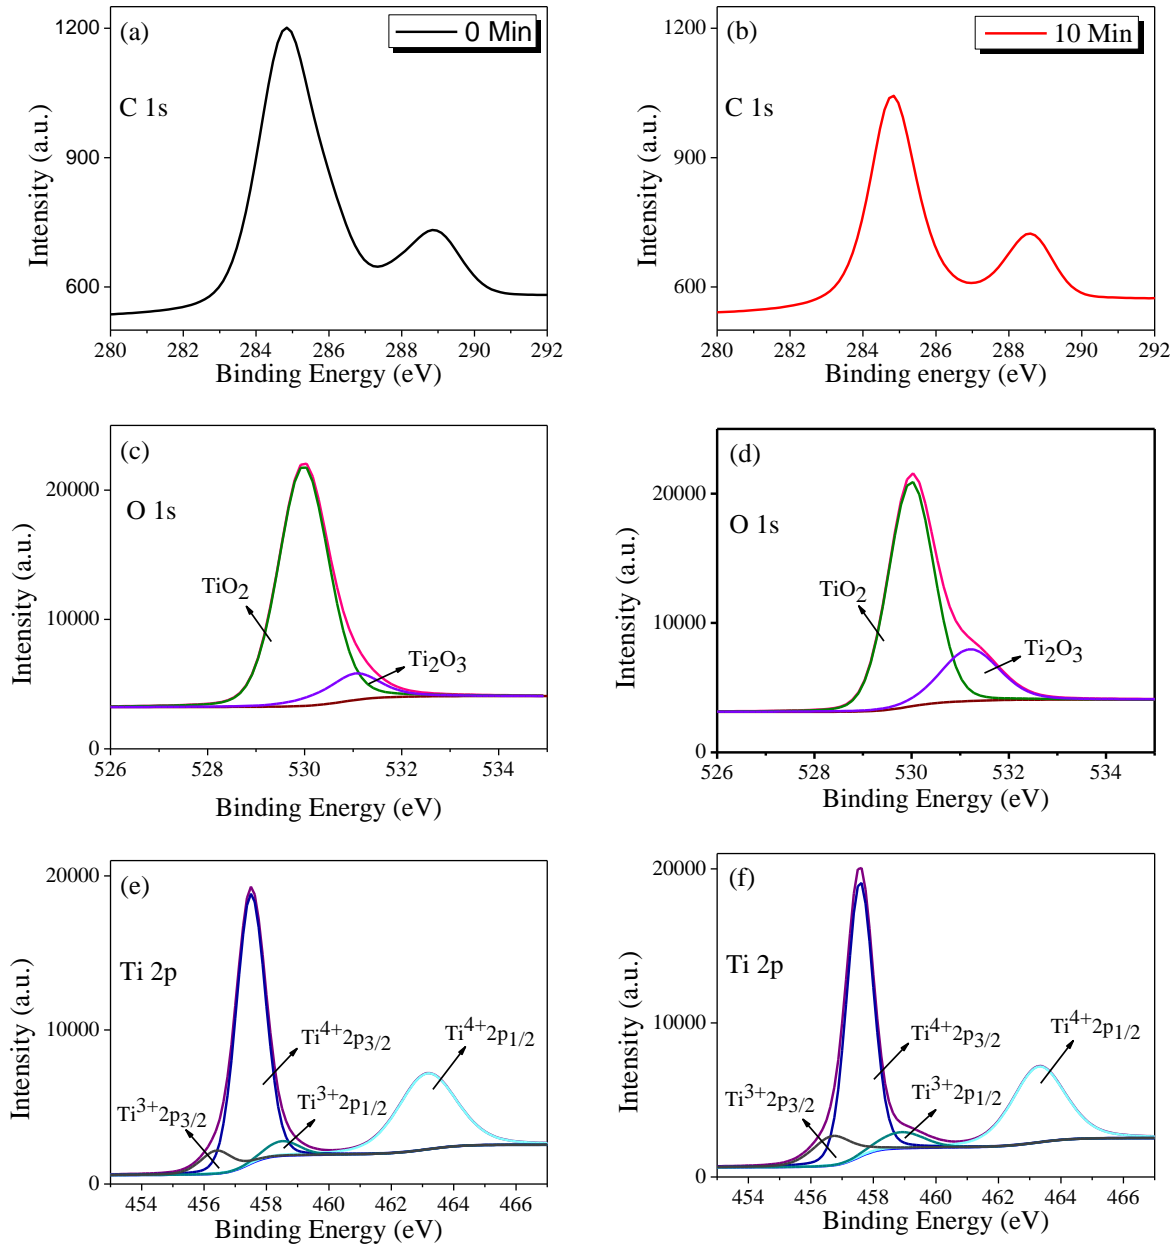 (a)
0 Min
C 1s
Intensity (a.u.)
1200
900
600
280 282 284 286 288 290 292
Binding Energy (eV)
(b)
10 Min
C 1s
Intensity (a.u.)
1200
900
600
280 282 284 286 288 290 292
Binding energy (eV)
(c)
O 1s
TiO2
Ti2O3
Intensity (a.u.)
20000
10000
0
526 528 530 532 534
Binding Energy (eV)
(d)
O 1s
TiO2
Ti2O3
Intensity (a.u.)
20000
10000
0
526 528 530 532 534
Binding Energy (eV)
(e)
Ti 2p
Ti4+2p3/2
Ti4+2p1/2
Ti3+2p3/2
Ti3+2p1/2
Intensity (a.u.)
20000
10000
0
454 456 458 460 462 464 466
Binding Energy (eV)
(f)
Ti 2p
Ti4+2p3/2
Ti4+2p1/2
Ti3+2p3/2
Ti3+2p1/2
Intensity (a.u.)
20000
10000
0
454 456 458 460 462 464 466
Binding Energy (eV)